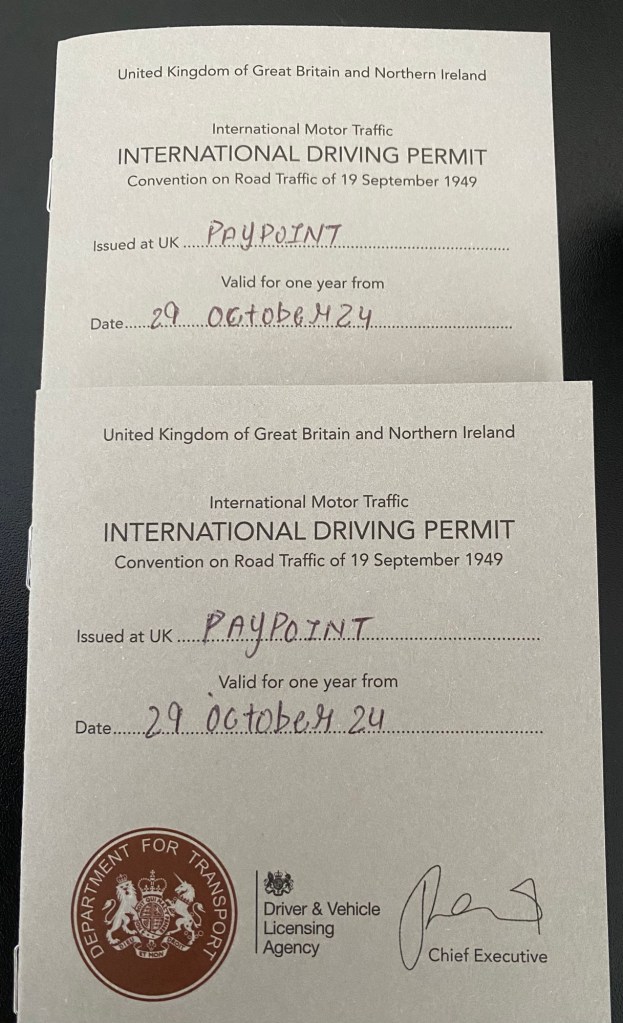 United Kingdom of Great Britain and Northern Ireland
International Motor Traffic
INTERNATIONAL DRIVING PERMIT
Convention on Road Traffic of 19 September 1949
Issued at UK ..... PAYPOINT
Valid for one year from
Date..... 29 October 24
United Kingdom of Great Britain and Northern Ireland
International Motor Traffic
INTERNATIONAL DRIVING PERMIT
Convention on Road Traffic of 19 September 1949
Issued at UK ..... PAYPOINT
Valid for one year from
Date...... 29 October 24
DEPARTMENT FOR TRANSPORT
DIEU ET MON DROIT
Driver & Vehicle
Licensing
Agency
Chief Executive